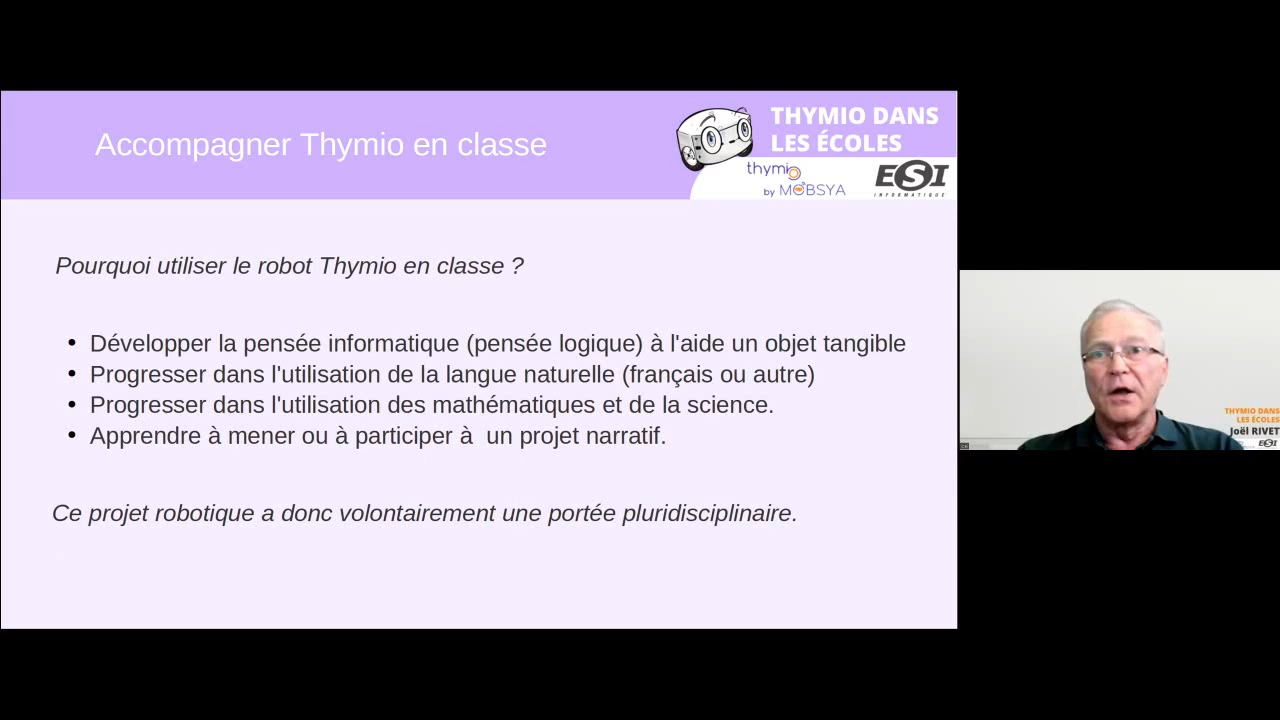 Accompagner Thymio en classe
THYMIO DANS
LES ÉCOLES
thymio
by MOBSYA
ESI
INFORMATIQUE
Pourquoi utiliser le robot Thymio en classe ?
• Développer la pensée informatique (pensée logique) à l'aide un objet tangible
• Progresser dans l'utilisation de la langue naturelle (français ou autre)
• Progresser dans l'utilisation des mathématiques et de la science.
• Apprendre à mener ou à participer à  un projet narratif.
Ce projet robotique a donc volontairement une portée pluridisciplinaire.
THYMIO DANS
LES ÉCOLES
Joël RIVET
ESI